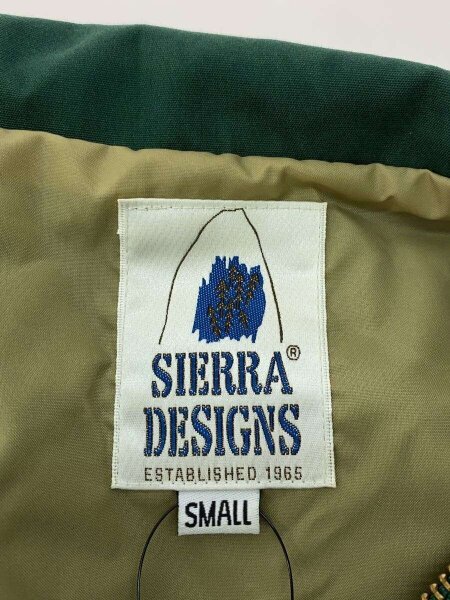 SIERRA®
DESIGNS
ESTABLISHED 1965
SMALL